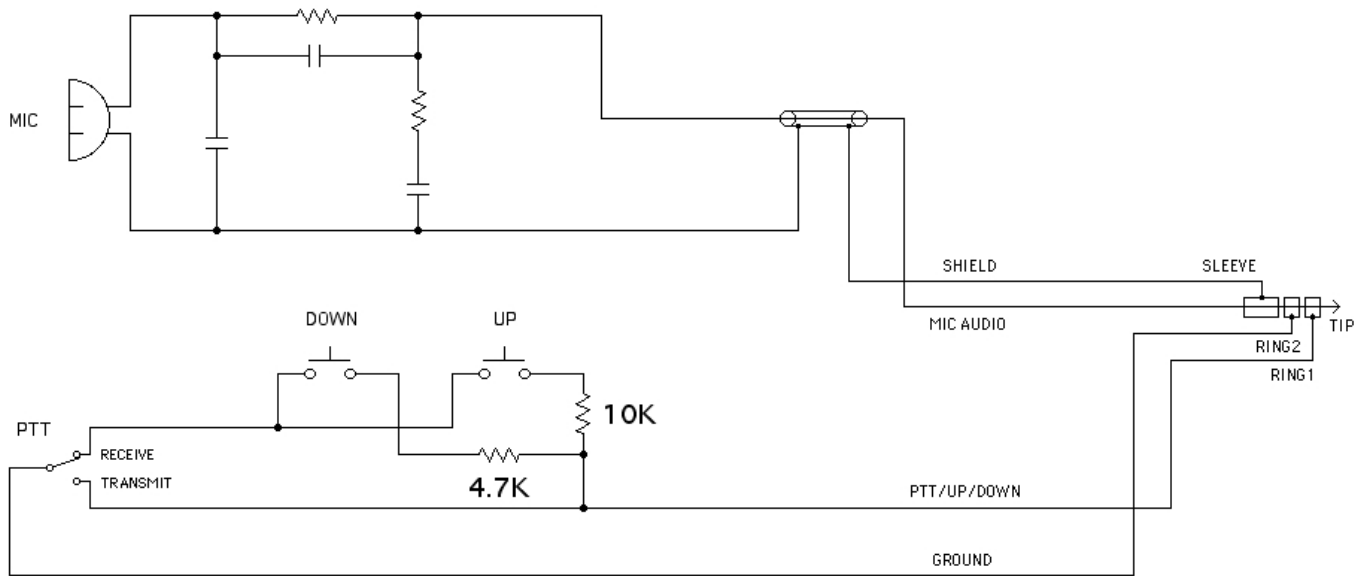 MIC
SHIELD
SLEEVE
MIC AUDIO
TIP
RING2
RING1
DOWN
UP
10K
PTT
RECEIVE
TRANSMIT
4.7K
PTT/UP/DOWN
GROUND